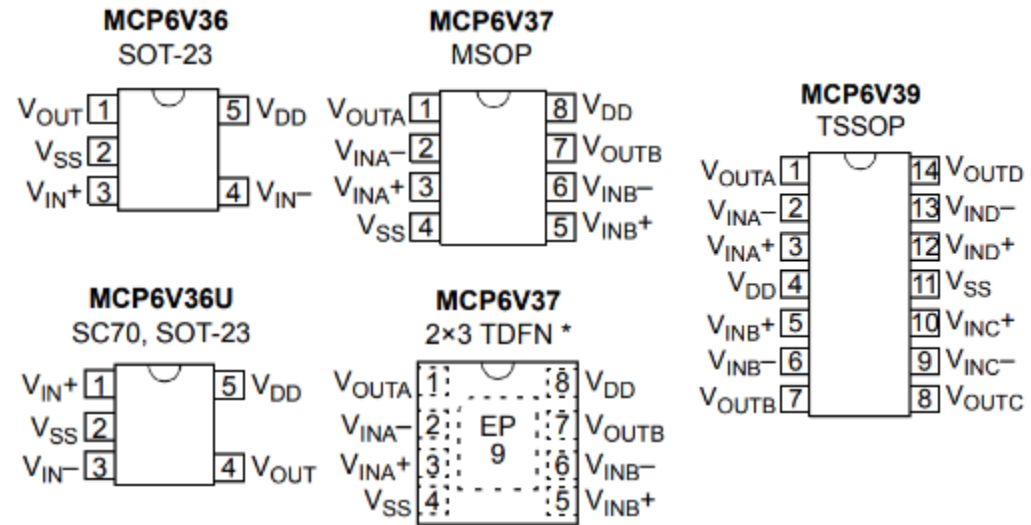 MCP6V36
SOT-23
VOUT 1 5 VDD
VSS 2
VIN+ 3 4 VIN–
MCP6V37
MSOP
VOUTA 1 8 VDD
VINA– 2 7 VOUTB
VINA+ 3 6 VINB–
VSS 4 5 VINB+
MCP6V39
TSSOP
VOUTA 1 14 VOUTD
VINA– 2 13 VIND–
VINA+ 3 12 VIND+
VDD 4 11 VSS
VINB+ 5 10 VINC+
VINB– 6 9 VINC–
VOUTB 7 8 VOUTC
MCP6V36U
SC70, SOT-23
VIN+ 1 5 VDD
VSS 2
VIN– 3 4 VOUT
MCP6V37
2×3 TDFN *
VOUTA 1 8 VDD
VINA– 2 EP 7 VOUTB
VINA+ 3 9 6 VINB–
VSS 4 5 VINB+